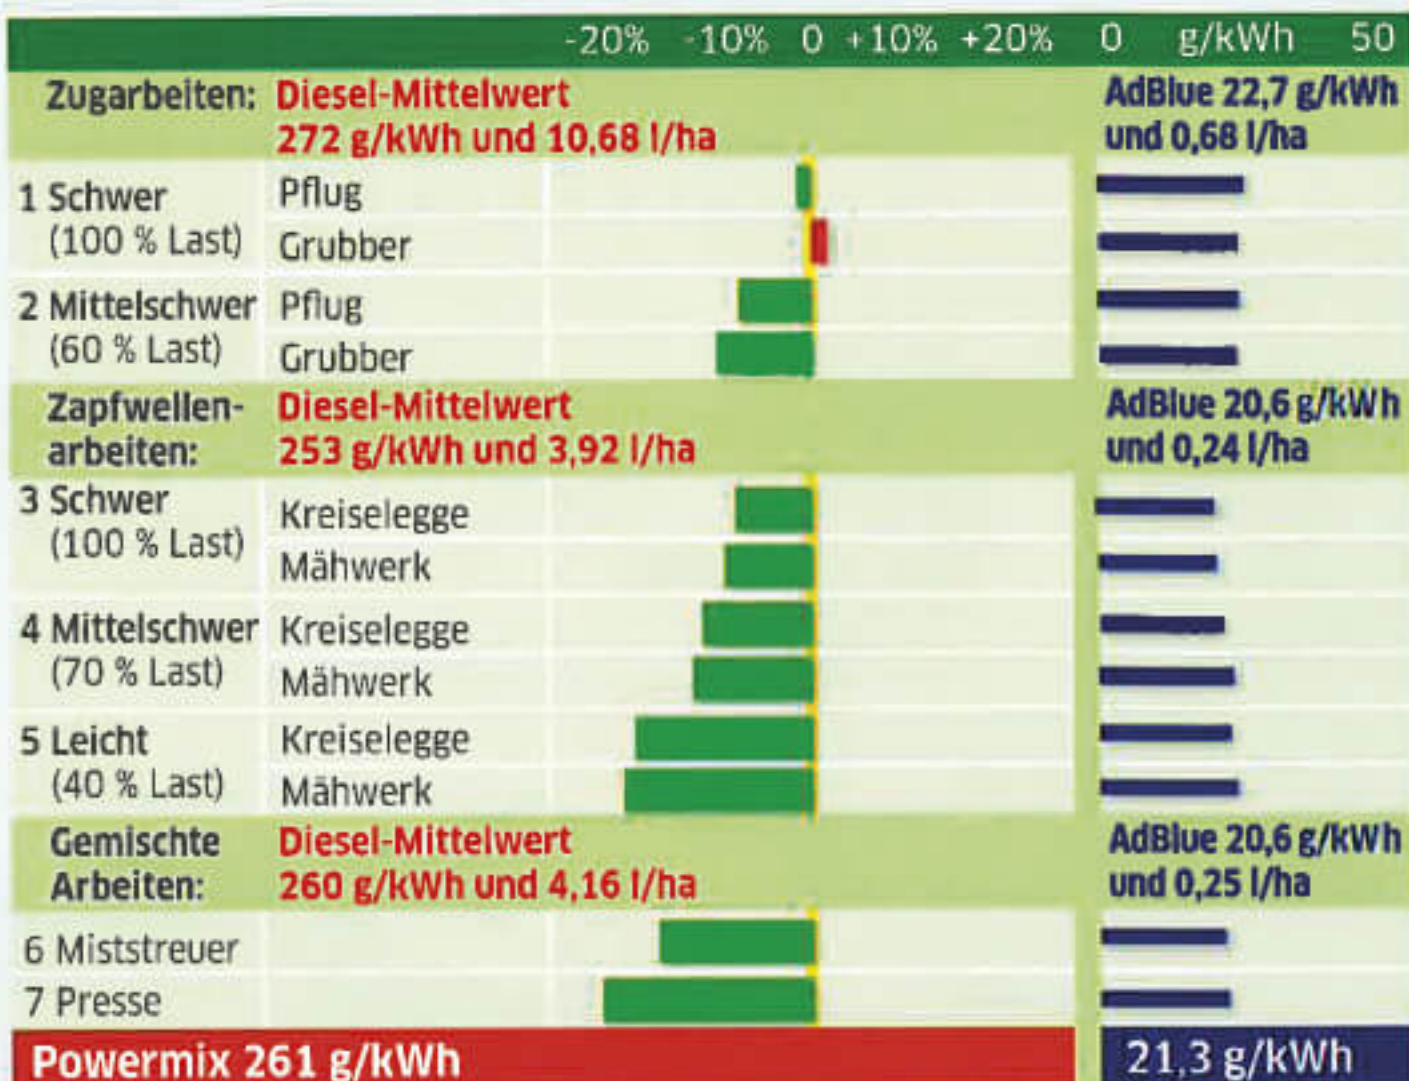 -20% -10% 0 +10% +20% 0 g/kWh 50
Zugarbeiten: Diesel-Mittelwert AdBlue 22,7 g/kWh
272 g/kWh und 10,68 l/ha und 0,68 l/ha
1 Schwer Pflug
(100 % Last) Grubber
2 Mittelschwer Pflug
(60 % Last) Grubber
Zapfwellen- Diesel-Mittelwert AdBlue 20,6 g/kWh
arbeiten: 253 g/kWh und 3,92 l/ha und 0,24 l/ha
3 Schwer Kreiselegge
(100 % Last) Mähwerk
4 Mittelschwer Kreiselegge
(70 % Last) Mähwerk
5 Leicht Kreiselegge
(40 % Last) Mähwerk
Gemischte Diesel-Mittelwert AdBlue 20,6 g/kWh
Arbeiten: 260 g/kWh und 4,16 l/ha und 0,25 l/ha
6 Miststreuer
7 Presse
Powermix 261 g/kWh 21,3 g/kWh